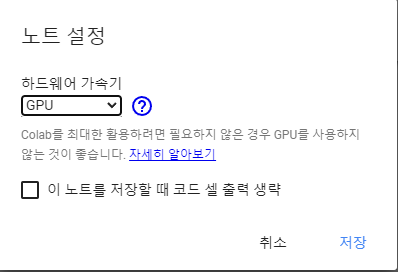 노트 설정
하드웨어 가속기
GPU
Colab를 최대한 활용하려면 필요하지 않은 경우 GPU를 사용하지
않는 것이 좋습니다. 자세히 알아보기
이 노트를 저장할 때 코드 셀 출력 생략
취소 저장